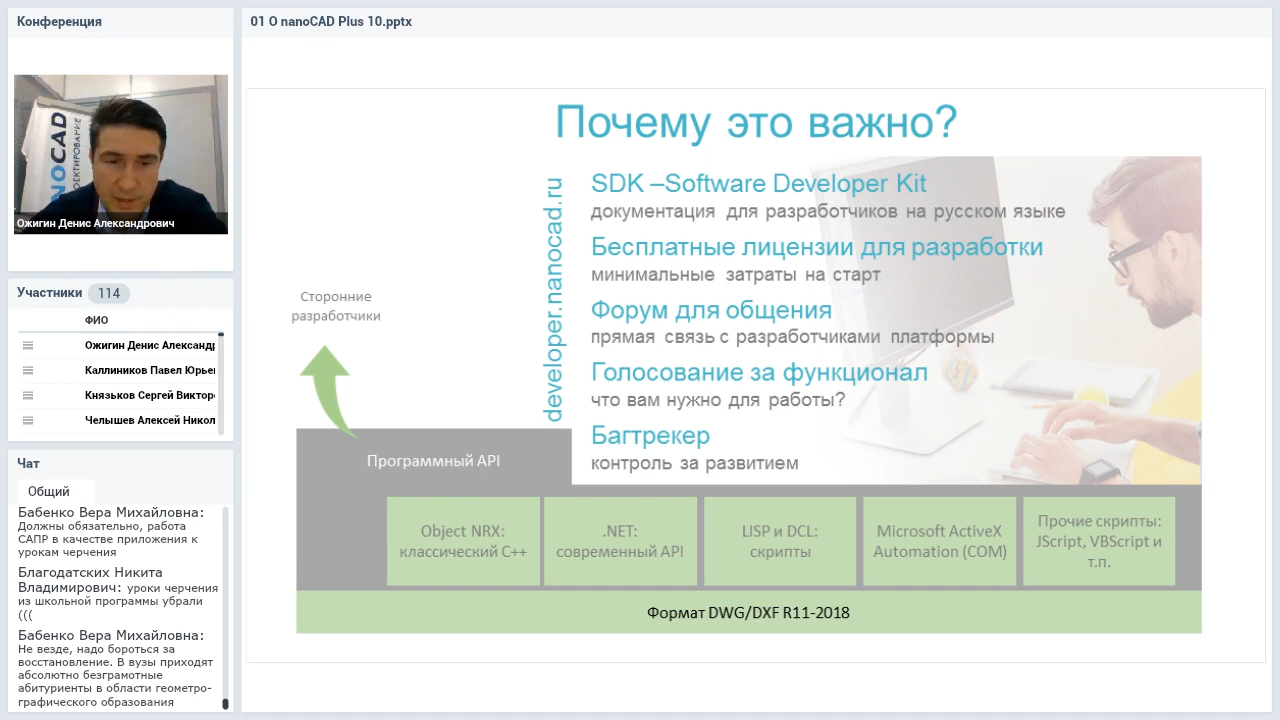 Конференция
NOCAD
ЕКТИРОВАНИЕ
Ожигин Денис Александрович
Участники 114
ФИО
Ожигин Денис Александр
Каллиников Павел Юрье
Князьков Сергей Виктор
Челышев Алексей Никол
Чат
Общий
Бабенко Вера Михайловна:
Должны обязательно, работа
САПР в качестве приложения к
урокам черчения
Благодатских Никита
Владимирович: уроки черчения
из школьной программы убрали
(((
Бабенко Вера Михайловна:
Не везде, надо бороться за
восстановление. В вузы приходят
абсолютно безграмотные
абитуриенты в области геометро-
графического образования
01 О nanoCAD Plus 10.pptx
Почему это важно?
developer.nanocad.ru
SDK –Software Developer Kit
документация для разработчиков на русском языке
Бесплатные лицензии для разработки
минимальные затраты на старт
Форум для общения
прямая связь с разработчиками платформы
Голосование за функционал
что вам нужно для работы?
Багтрекер
контроль за развитием
Сторонние
разработчики
Программный API
Object NRX:
классический C++
.NET:
современный API
LISP и DCL:
скрипты
Microsoft ActiveX
Automation (COM)
Прочие скрипты:
JScript, VBScript и
т.п.
Формат DWG/DXF R11-2018